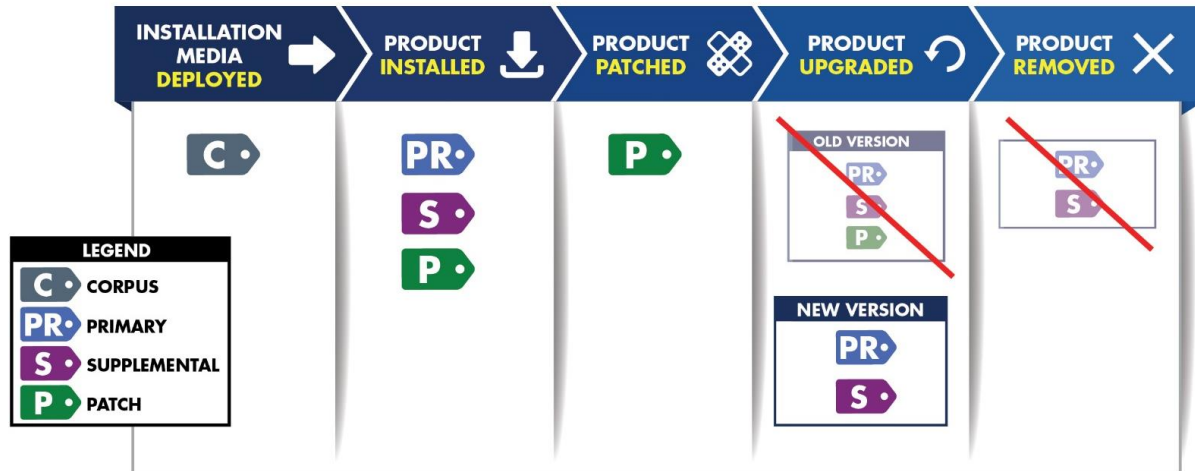 INSTALLATION
MEDIA
DEPLOYED
PRODUCT
INSTALLED
PRODUCT
PATCHED
PRODUCT
UPGRADED
PRODUCT
REMOVED
C
PR
S
P
P
OLD VERSION
PR
S
P
NEW VERSION
PR
S
PR
S
LEGEND
C CORPUS
PR PRIMARY
S SUPPLEMENTAL
P PATCH